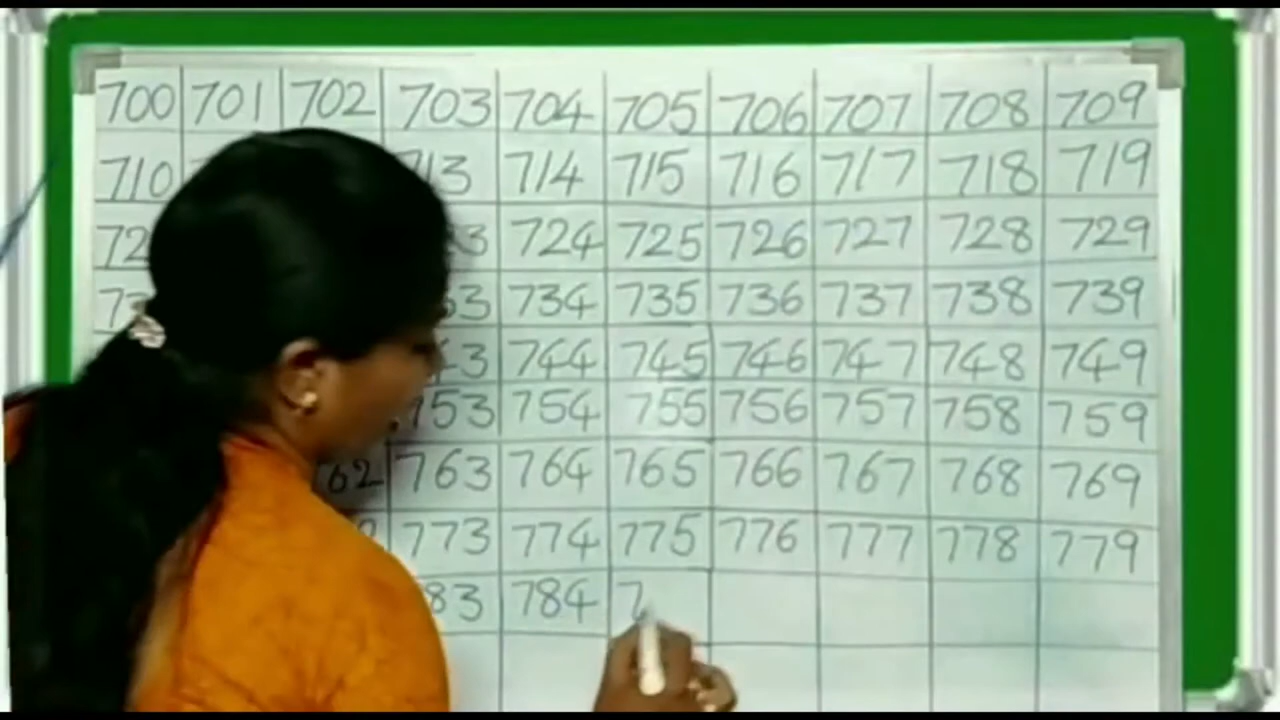 700 701 702 703 704 705 706 707 708 709
710 714 715 716 717 718 719
724 725 726 727 728 729
734 735 736 737 738 739
744 745 746 747 748 749
753 754 755 756 757 758 759
763 764 765 766 767 768 769
773 774 775 776 777 778 779
784 7